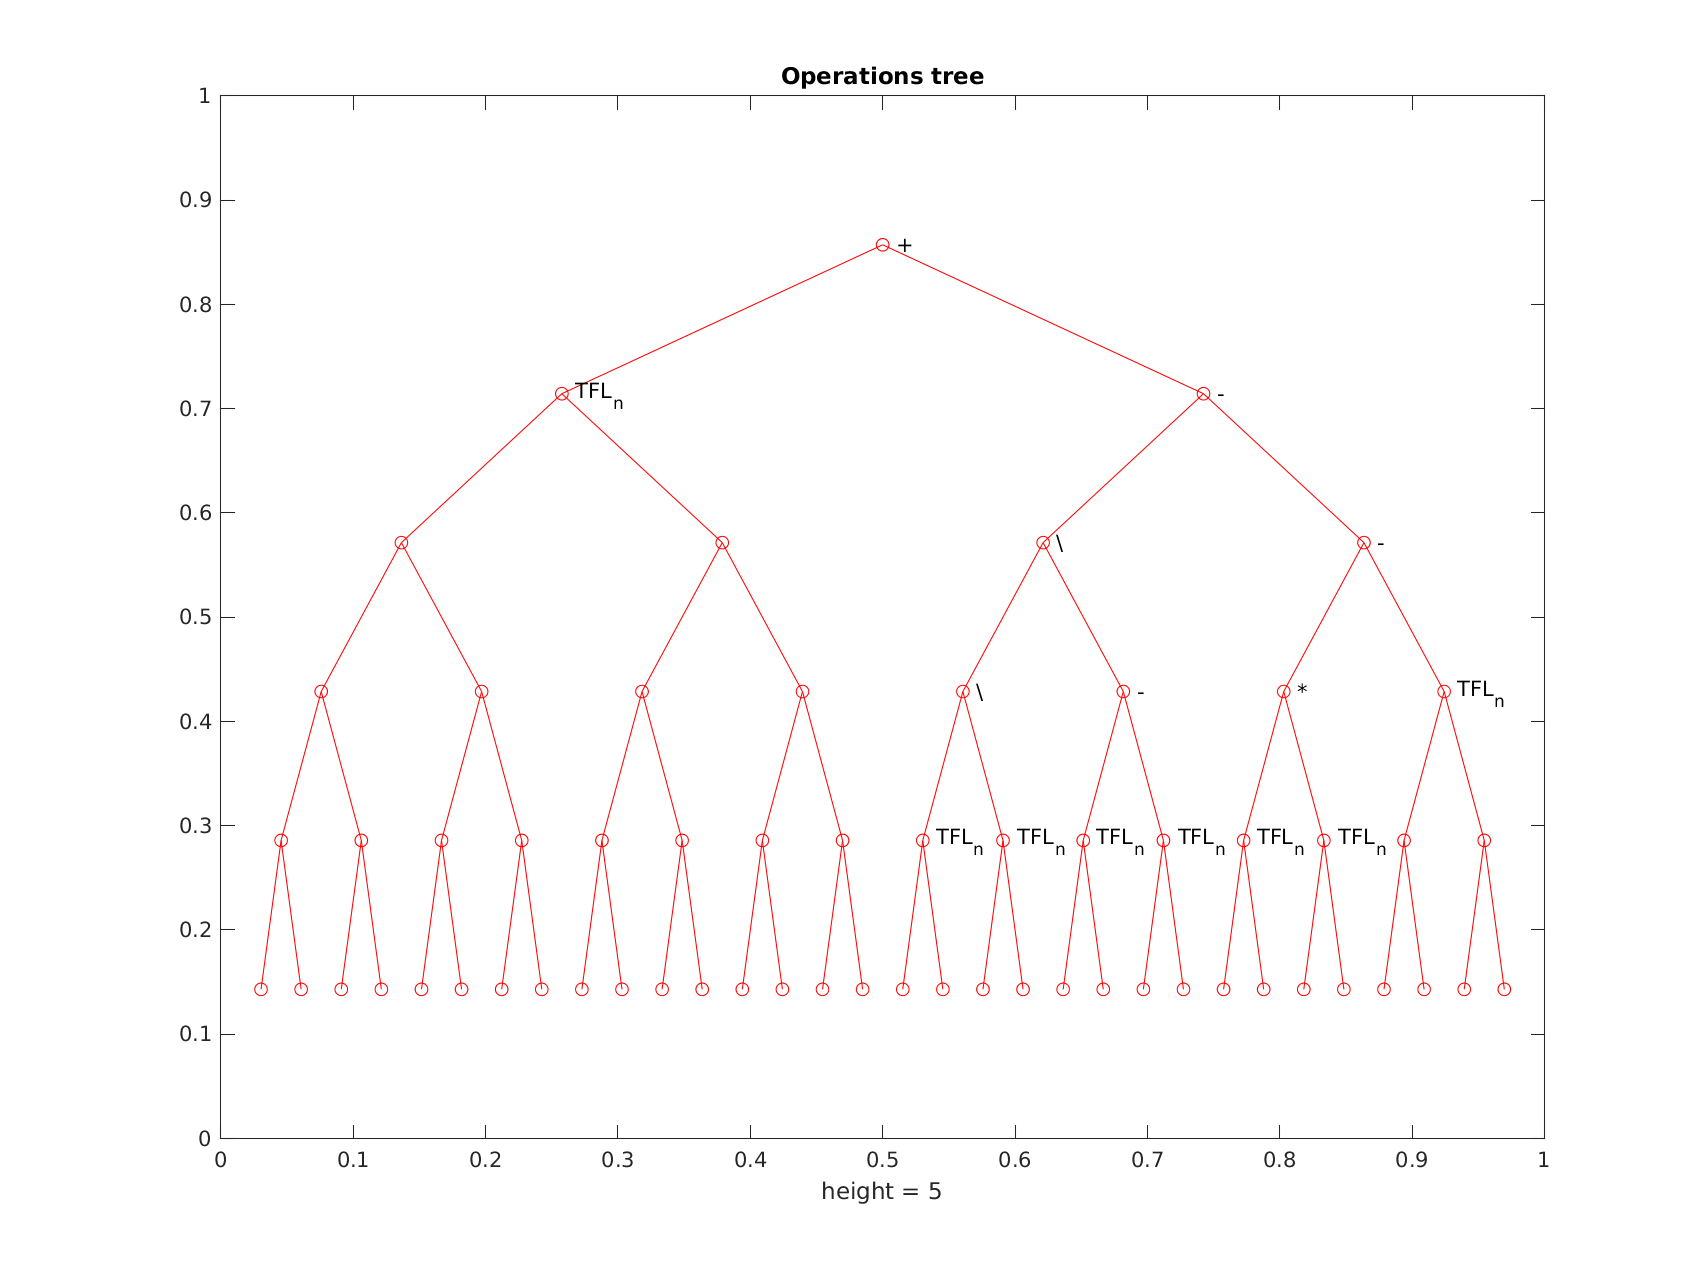 Operations tree
1
0.9
+
0.8
TFLn -
0.7
0.6
\ -
0.5
\ - * TFLn
0.4
0.3
TFLn TFLn TFLn TFLn TFLn TFLn
0.2
0.1
0
0 0.1 0.2 0.3 0.4 0.5 0.6 0.7 0.8 0.9 1
height = 5